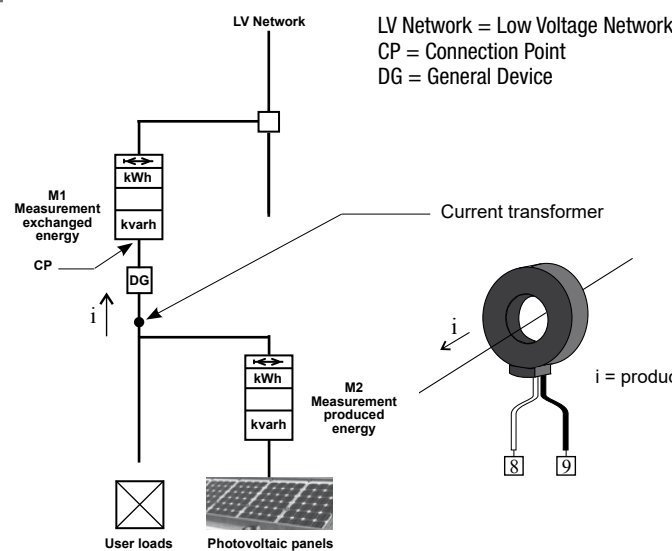 LV Network
LV Network = Low Voltage Network
CP = Connection Point
DG = General Device
kWh
kvarh
M1
Measurement
exchanged
energy
CP
DG
i
Current transformer
i
kWh
kvarh
M2
Measurement
produced
energy
i = produc
8
9
User loads
Photovoltaic panels